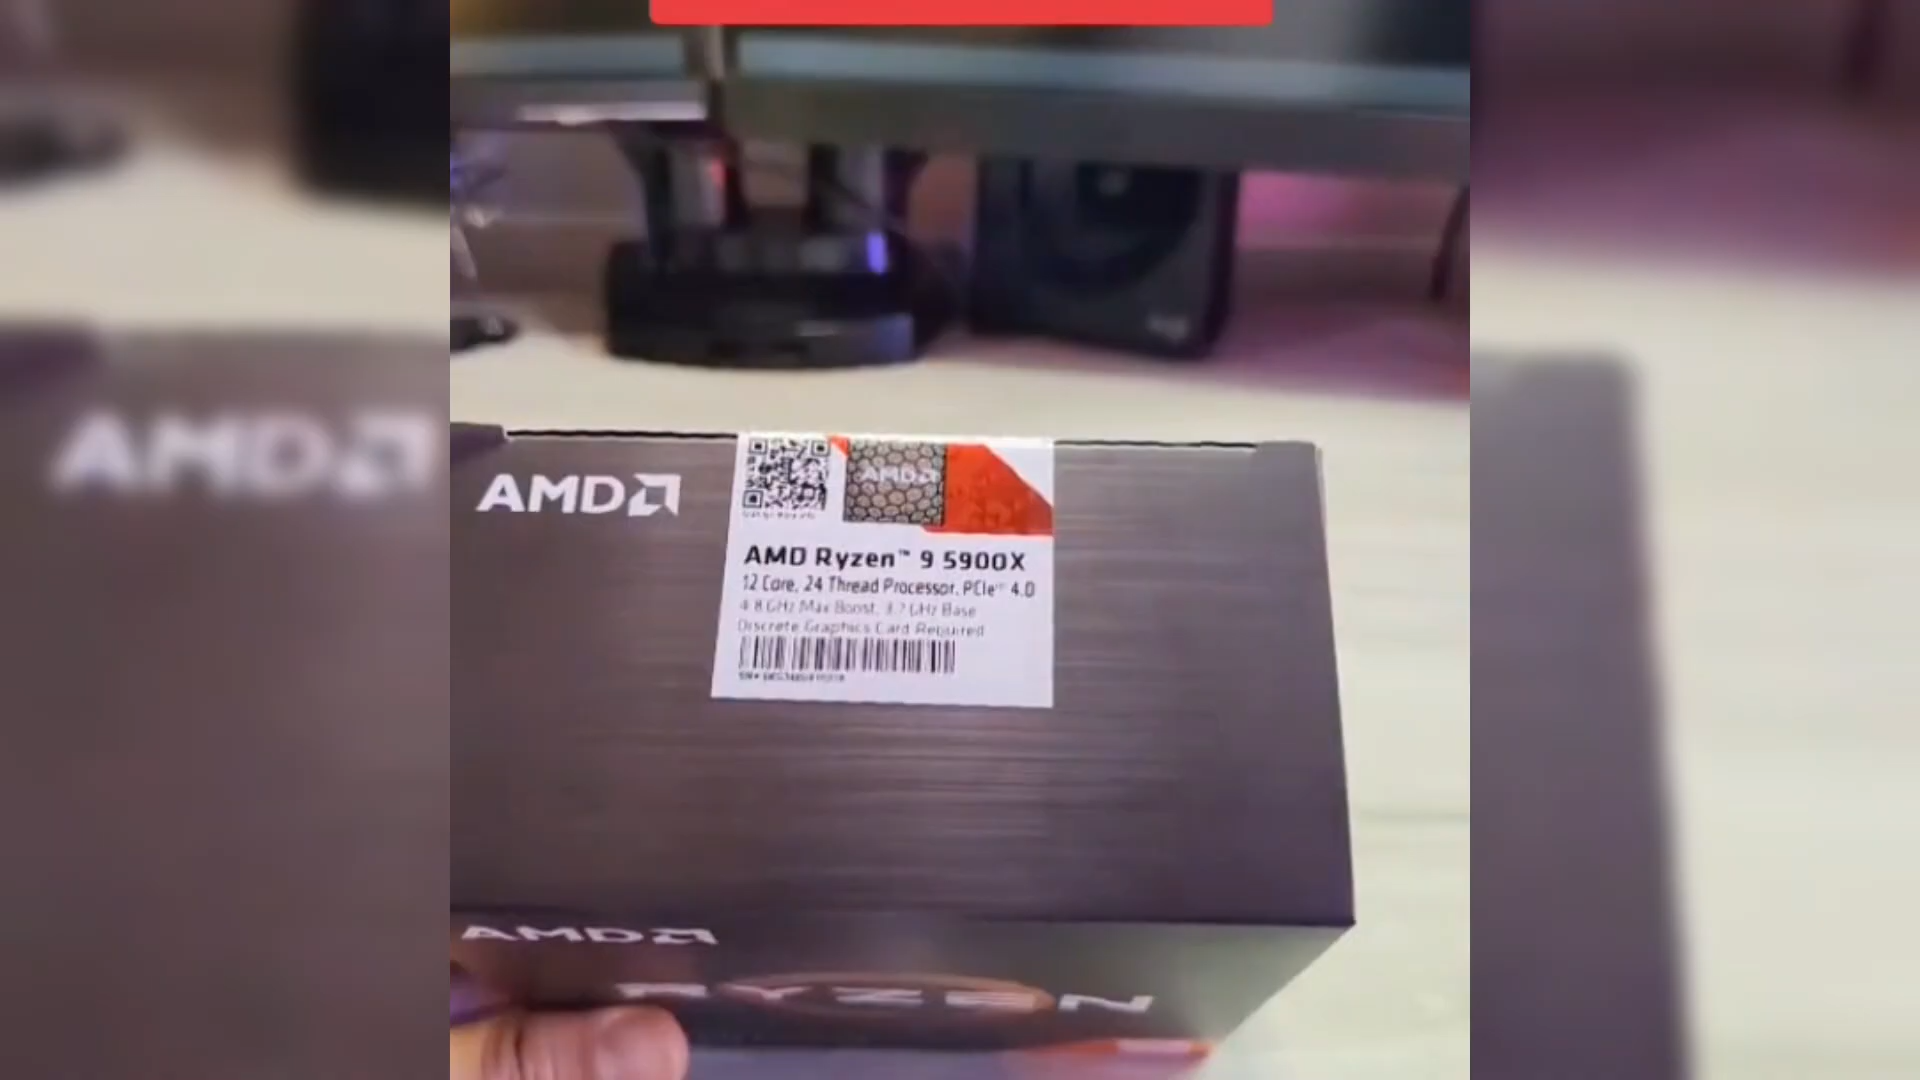 AMD
AMD
AMD Ryzen™ 9 5900X
12 Core, 24 Thread Processor, PCIe™ 4.0
4.8 GHz Max Boost, 3.7 GHz Base
Discrete Graphics Card Required
AMD
RYZEN